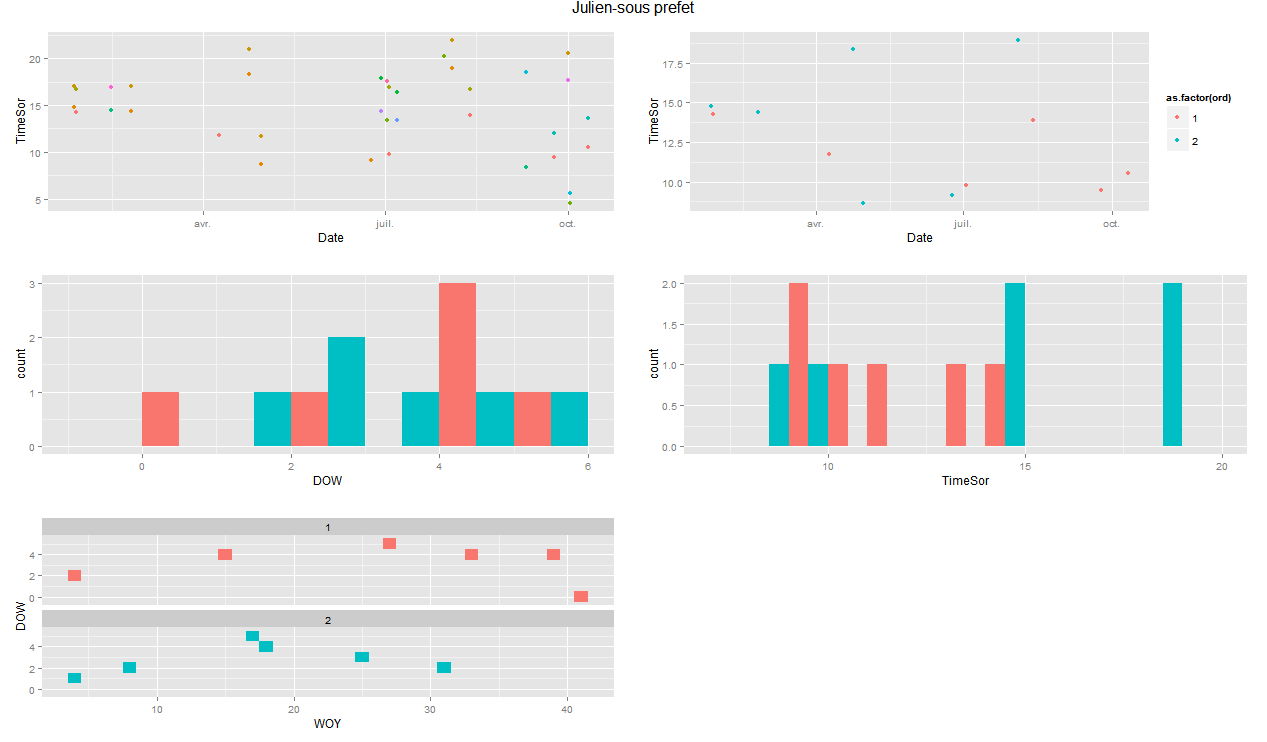 Julien-sous prefet
TimeSor
20
15
10
5
avr.
juil.
oct.
Date
TimeSor
17.5
15.0
12.5
10.0
avr.
juil.
oct.
Date
as.factor(ord)
1
2
count
3
2
1
0
0
2
4
6
DOW
count
2.0
1.5
1.0
0.5
0.0
10
15
20
TimeSor
DOW
1
4
2
0
2
4
2
0
10
20
30
40
WOY